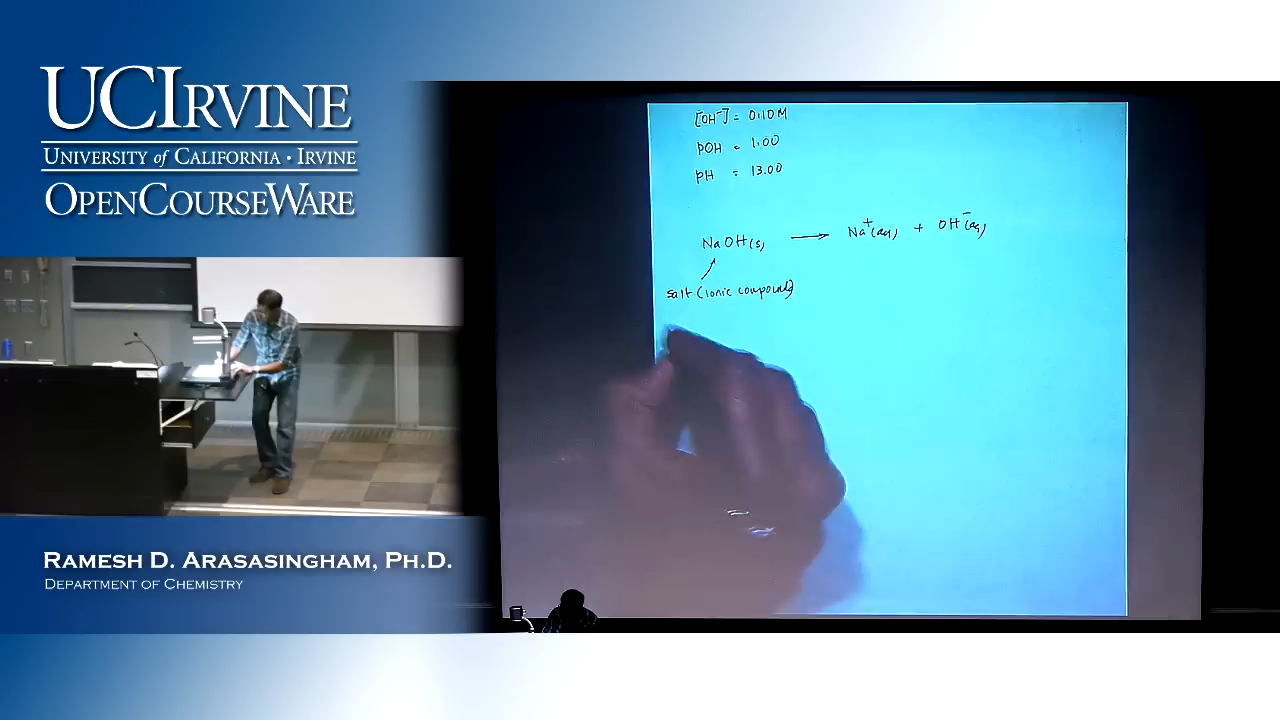 UCIRVINE
UNIVERSITY of CALIFORNIA · IRVINE
OPENCOURSEWARE
[OH⁻] = 0.10M
pOH = 1.00
pH = 13.00
NaOH(s) → Na⁺(aq) + OH⁻(aq)
salt (ionic compound)
RAMESH D. ARASASINGHAM, PH.D.
DEPARTMENT OF CHEMISTRY